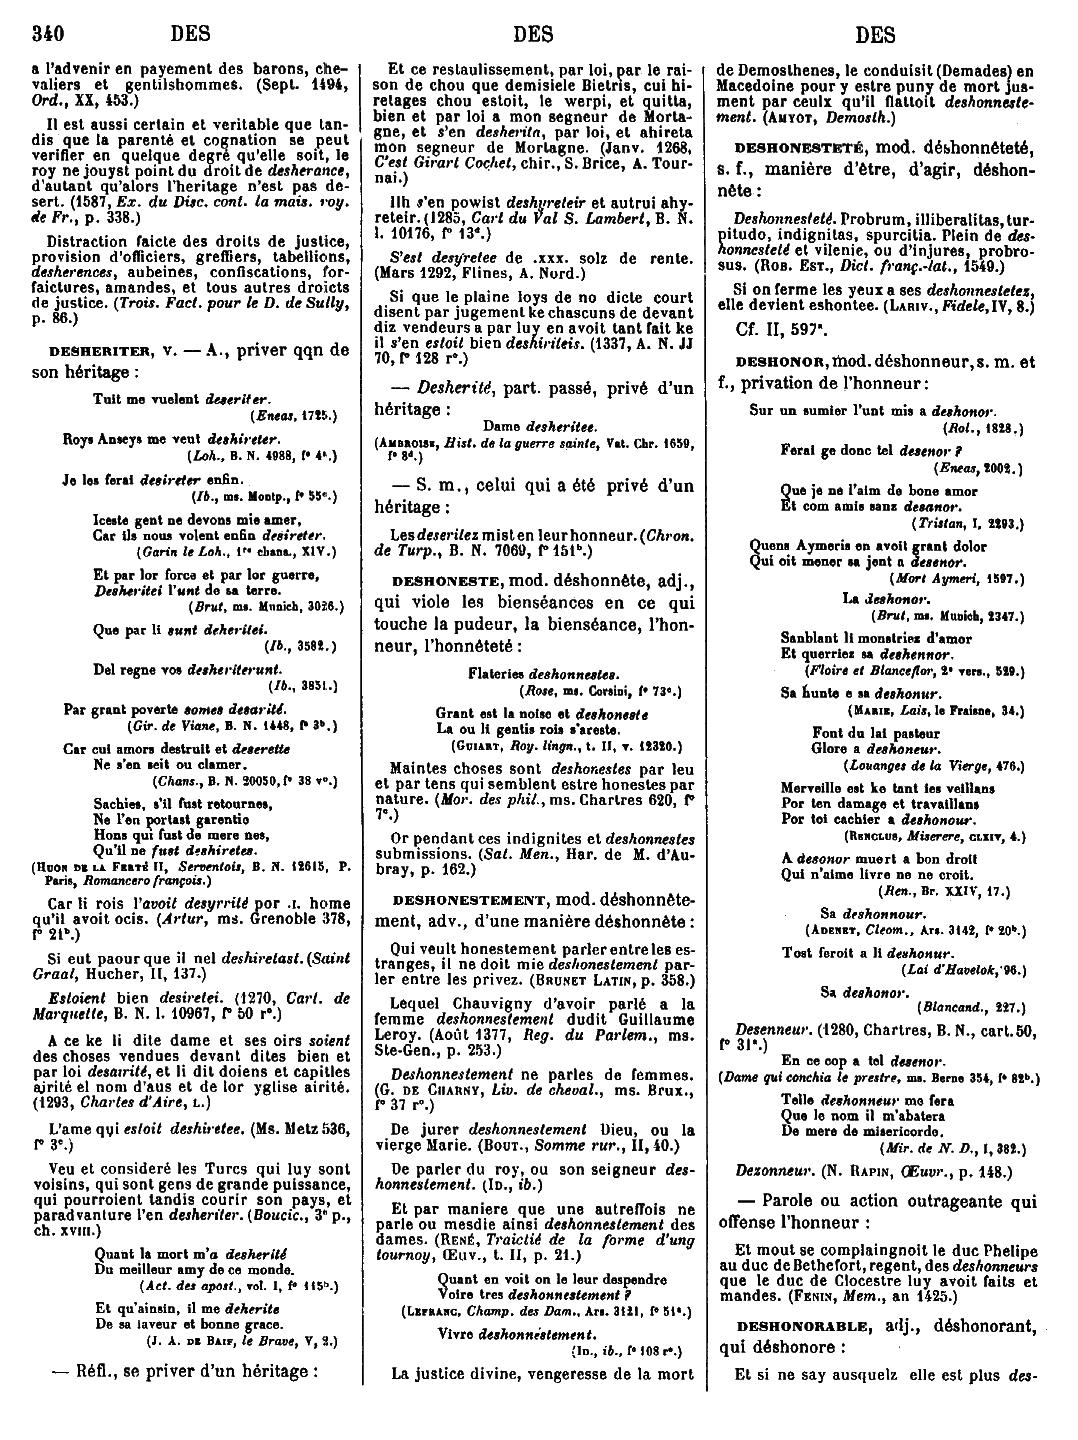 340
DES
DES
DES
a l'advenir en payement des barons, che-
valiers et gentilshommes. (Sept. 1494,
Ord., XX, 453.)
Il est aussi certain et veritable que tan-
dis que la parenté et cognation se peut
verifier en quelque degré qu'elle soit, le
roy ne jouyst point du droit de desherance,
d'autant qu'alors l'heritage n'est pas de-
sert. (1587, Ex. du Disc. cont. la mais. roy.
de Fr., p. 338.)
Distraction faicte des droits de justice,
provision d'officiers, greffiers, tabellions,
desherences, aubeines, confiscations, for-
faictures, amandes, et tous autres droicts
de justice. (Trois. Fact. pour le D. de Sully,
p. 86.)
DESHERITER, v. — A., priver qqn de
son héritage :
Tuit me vuelent deseriter.
(Eneas, 1725.)
Roys Anseys me veut deshireter.
(Loh., B. N. 4988, f° 4ᵇ.)
Je les ferai desireter enfin.
(Ib., ms. Montp., f° 55ᶜ.)
Iceste gent ne devons mie amer,
Car ils nous volent enfin desireter.
(Garin le Loh., 1ʳᵉ chans., XIV.)
Et par lor force et par lor guerre,
Desheritei l'unt de sa terre.
(Brut, ms. Munich, 3026.)
Que par li sunt deheritei.
(Ib., 3582.)
Del regne vos desheriterunt.
(Ib., 3851.)
Par grant poverte somes desarité.
(Gir. de Viane, B. N. 1448, f° 3ᵇ.)
Car cui amors destruit et deserette
Ne s'en seit ou clamer.
(Chans., B. N. 20050, f° 38 v°.)
Sachies, s'il fust retournes,
Ne l'en portast garentio
Hons qui fust de mere nes,
Qu'il ne fust deshiretes.
(HUON DE LA FERTÉ II, Serventois, B. N. 12615, P.
Paris, Romancero françois.)
Car li rois l'avoit desyrrité por .I. home
qu'il avoit ocis. (Artur, ms. Grenoble 378,
f° 21ᵇ.)
Si eut paour que il nel deshiretast. (Saint
Graal, Hucher, II, 137.)
Estoient bien desiretei. (1270, Cart. de
Marquette, B. N. l. 10967, f° 50 r°.)
A ce ke li dite dame et ses oirs soient
des choses vendues devant dites bien et
par loi desairité, et li dit doiens et capitles
ajrité el nom d'aus et de lor yglise airité.
(1293, Chartes d'Aire, L.)
L'ame qyi estoit deshiretee. (Ms. Metz 536,
f° 3ᶜ.)
Veu et consideré les Turcs qui luy sont
voisins, qui sont gens de grande puissance,
qui pourroient tandis courir son pays, et
paradvanture l'en desheriter. (Boucic., 3ᵉ p.,
ch. XVIII.)
Quant la mort m'a desherité
Du meilleur amy de ce monde.
(Act. des apost., vol. I, f° 115ᵇ.)
Et qu'ainsin, il me deherite
De sa laveur et bonne grace.
(J. A. DE BAIF, le Brave, V, 2.)
— Réfl., se priver d'un héritage :
Et ce restaulissement, par loi, par le rai-
son de chou que demisiele Bietris, cui hi-
retages chou estoit, le werpi, et quitta,
bien et par loi a mon segneur de Morta-
gne, et s'en desherita, par loi, et ahireta
mon segneur de Mortagne. (Janv. 1268,
C'est Girart Cochet, chir., S. Brice, A. Tour-
nai.)
Ilh s'en powist deshyreteir et autrui ahy-
reteir. (1285, Cart du Val S. Lambert, B. N.
l. 10176, f° 13ᵈ.)
S'est desyretee de .XXX. solz de rente.
(Mars 1292, Flines, A. Nord.)
Si que le plaine loys de no dicte court
disent par jugement ke chascuns de devant
diz vendeurs a par luy en avoit tant fait ke
il s'en estoit bien deshiriteis. (1337, A. N. JJ
70, f° 128 r°.)
— Desherité, part. passé, privé d'un
héritage :
Dame desheritee.
(AMBROISE, Hist. de la guerre sainte, Vat. Chr. 1659,
f° 8ᵈ.)
— S. m., celui qui a été privé d'un
héritage :
Les deseritez mist en leur honneur. (Chron.
de Turp., B. N. 7069, f° 151ᵇ.)
DESHONESTE, mod. déshonnête, adj.,
qui viole les bienséances en ce qui
touche la pudeur, la bienséance, l'hon-
neur, l'honnêteté :
Flateries deshonnestes.
(Rose, ms. Corsini, f° 73ᶜ.)
Grant est la noise et deshoneste
La ou li gentis rois s'areste.
(GUIART, Roy. lingn., t. II, v. 12320.)
Maintes choses sont deshonestes par leu
et par tens qui semblent estre honestes par
nature. (Mor. des phil., ms. Chartres 620, f°
7ᶜ.)
Or pendant ces indignites et deshonnestes
submissions. (Sat. Men., Har. de M. d'Au-
bray, p. 162.)
DESHONESTEMENT, mod. déshonnête-
ment, adv., d'une manière déshonnête :
Qui veult honestement parler entre les es-
tranges, il ne doit mie deshonestement par-
ler entre les privez. (BRUNET LATIN, p. 358.)
Lequel Chauvigny d'avoir parlé a la
femme deshonnestement dudit Guillaume
Leroy. (Août 1377, Reg. du Parlem., ms.
Ste-Gen., p. 253.)
Deshonnestement ne parles de femmes.
(G. DE CHARNY, Liv. de cheval., ms. Brux.,
f° 37 r°.)
De jurer deshonnestement Dieu, ou la
vierge Marie. (BOUT., Somme rur., II, 40.)
De parler du roy, ou son seigneur des-
honnestement. (ID., ib.)
Et par maniere que une autreffois ne
parle ou mesdie ainsi deshonnestement des
dames. (RENÉ, Traictié de la forme d'ung
tournoy, Œuv., t. II, p. 21.)
Quant en voit on le leur despendre
Voire tres deshonnestement ?
(LEFRANC, Champ. des Dam., Ars. 3121, f° 51ᵃ.)
Vivre deshonnestement.
(ID., ib., f° 108 r°.)
La justice divine, vengeresse de la mort
de Demosthenes, le conduisit (Demades) en
Macedoine pour y estre puny de mort jus-
ment par ceulx qu'il flattoit deshonneste-
ment. (AMYOT, Demosth.)
DESHONESTETÉ, mod. déshonnêteté,
s. f., manière d'être, d'agir, déshon-
nête :
Deshonnesteté. Probrum, illiberalitas, tur-
pitudo, indignitas, spurcitia. Plein de des-
honnesteté et vilenie, ou d'injures, probro-
sus. (ROB. EST., Dict. franç.-lat., 1549.)
Si on ferme les yeux a ses deshonnestetez,
elle devient eshontee. (LARIV., Fidele, IV, 8.)
Cf. II, 597ᵃ.
DESHONOR, mod. déshonneur, s. m. et
f., privation de l'honneur :
Sur un sumier l'unt mis a deshonor.
(Rol., 1828.)
Ferai ge donc tel desenor ?
(Eneas, 2002.)
Que je ne l'aim de bone amor
Et com amis sanz desanor.
(Tristan, I, 2293.)
Quens Aymeris en avoit grant dolor
Qui oit mener sa jent a desenor.
(Mort Aymeri, 1597.)
La deshonor.
(Brut, ms. Munich, 2347.)
Sanblant li monstriez d'amor
Et querriez sa deshennor.
(Floire et Blanceflor, 2ᵉ vers., 529.)
Sa hunte e sa deshonur.
(MARIE, Lais, le Fraisne, 34.)
Font du lai pasteur
Glore a deshoneur.
(Louanges de la Vierge, 476.)
Merveille est ke tant ies veillans
Por ten damage et travaillans
Por toi cachier a deshonour.
(RENCLUS, Miserere, CLXIV, 4.)
A desonor muert a bon droit
Qui n'aime livre ne ne croit.
(Ren., Br. XXIV, 17.)
Sa deshonnour.
(ADENET, Cleom., Ars. 3142, f° 20ᵇ.)
Tost feroit a li deshonur.
(Lai d'Havelok, 96.)
Sa deshonor.
(Blancand., 227.)
Desenneur. (1280, Chartres, B. N., cart. 50,
f° 31ᵃ.)
En ce cop a tel desenor.
(Dame qui conchia le prestre, ms. Berne 354, f° 82ᵇ.)
Telle deshonneur me fera
Que le nom il m'abatera
De mere de misericorde.
(Mir. de N. D., I, 382.)
Dezonneur. (N. RAPIN, Œuvr., p. 148.)
— Parole ou action outrageante qui
offense l'honneur :
Et mout se complaingnoit le duc Phelipe
au duc de Bethefort, regent, des deshonneurs
que le duc de Clocestre luy avoit faits et
mandes. (FENIN, Mem., an 1425.)
DESHONORABLE, adj., déshonorant,
qui déshonore :
Et si ne say ausquelz elle est plus des-